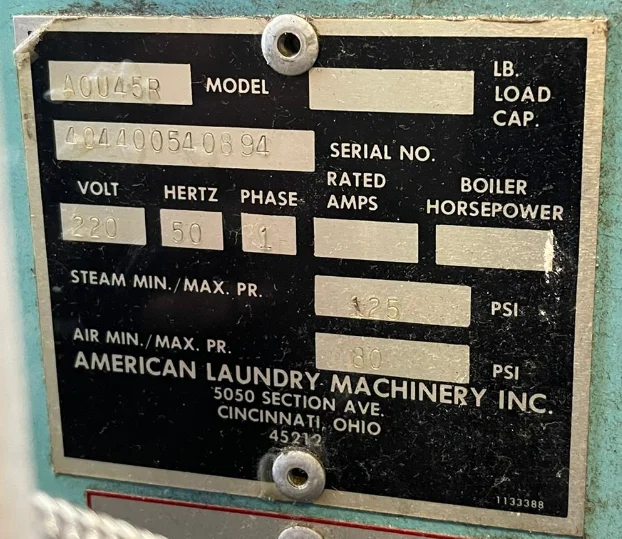 AOU45R MODEL LB. LOAD CAP.
404400540894 SERIAL NO.
VOLT HERTZ PHASE RATED AMPS BOILER HORSEPOWER
220 50 1
STEAM MIN./MAX. PR. 125 PSI
AIR MIN./MAX. PR. 80 PSI
AMERICAN LAUNDRY MACHINERY INC.
5050 SECTION AVE.
CINCINNATI, OHIO
45212
1133388